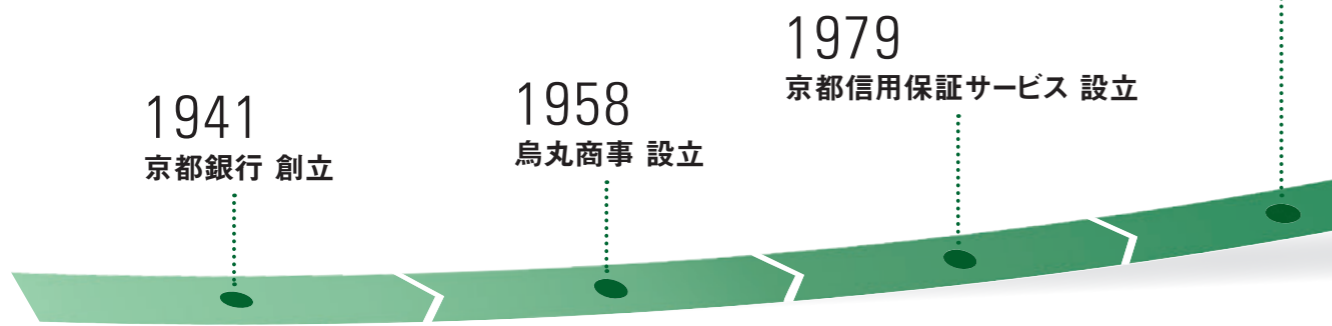 1941
京都銀行 創立
1958
烏丸商事 設立
1979
京都信用保証サービス 設立